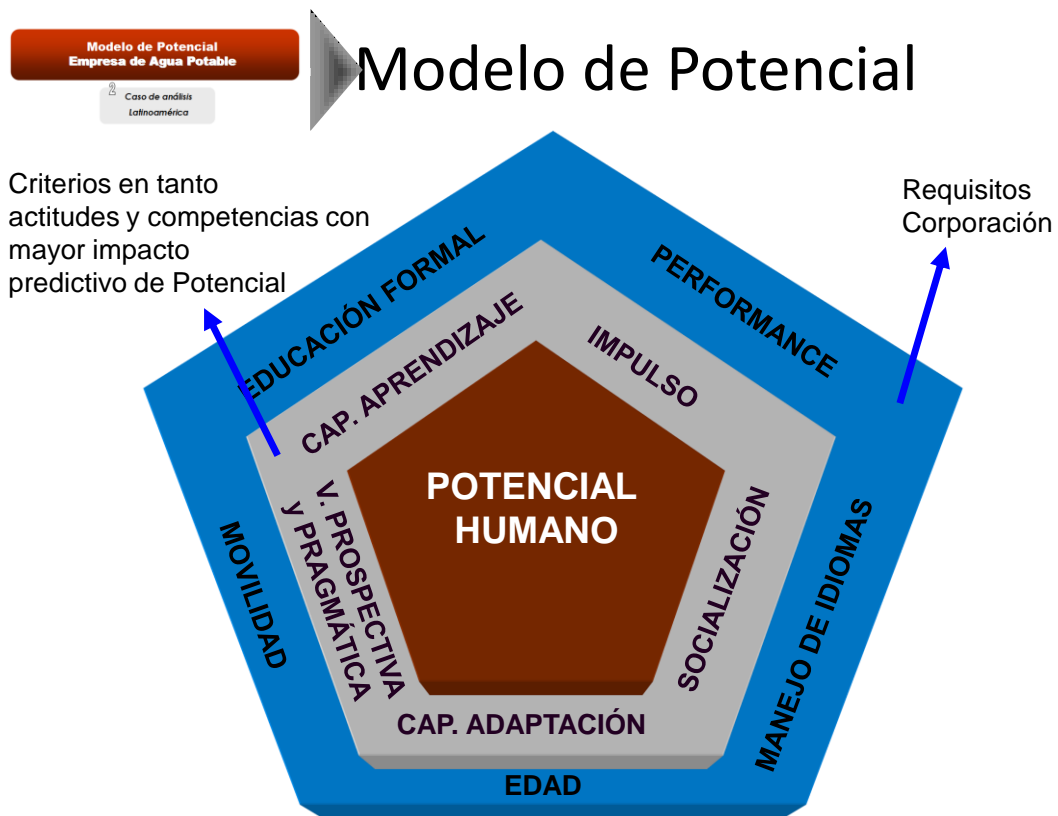 Modelo de Potencial
Empresa de Agua Potable
2
Caso de análisis
Latinoamérica
Modelo de Potencial
Criterios en tanto
actitudes y competencias con
mayor impacto
predictivo de Potencial
Requisitos
Corporación
EDUCACIÓN FORMAL
PERFORMANCE
CAP. APRENDIZAJE
IMPULSO
POTENCIAL
HUMANO
V. PROSPECTIVA
y PRAGMÁTICA
SOCIALIZACIÓN
MOVILIDAD
MANEJO DE IDIOMAS
CAP. ADAPTACIÓN
EDAD